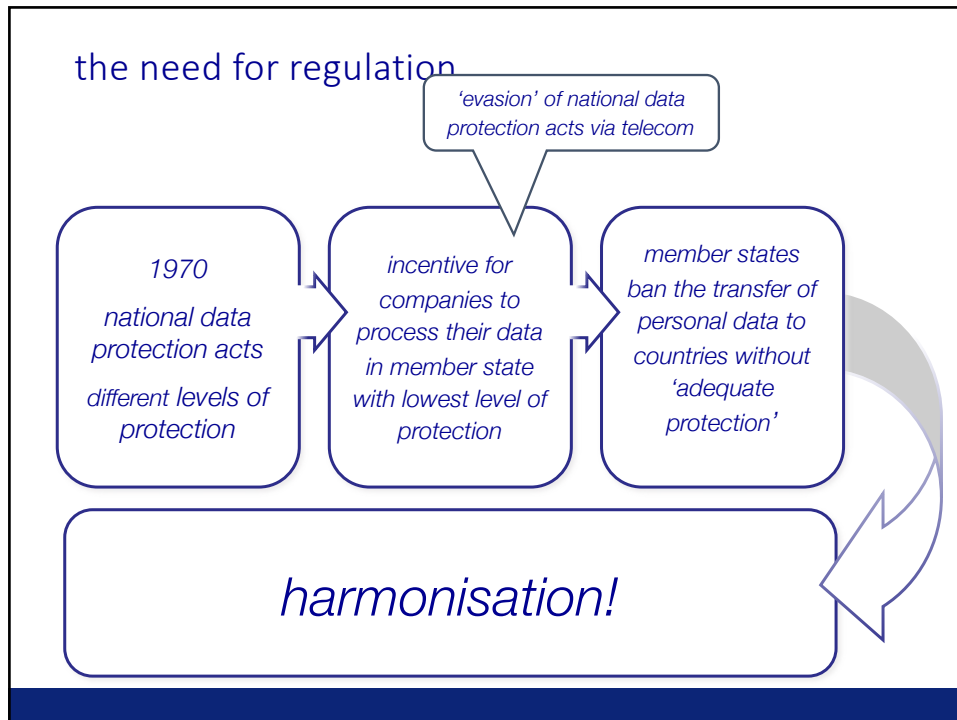 the need for regulation
‘evasion’ of national data
protection acts via telecom
1970
national data
protection acts
different levels of
protection
incentive for
companies to
process their data
in member state
with lowest level of
protection
member states
ban the transfer of
personal data to
countries without
‘adequate
protection’
harmonisation!